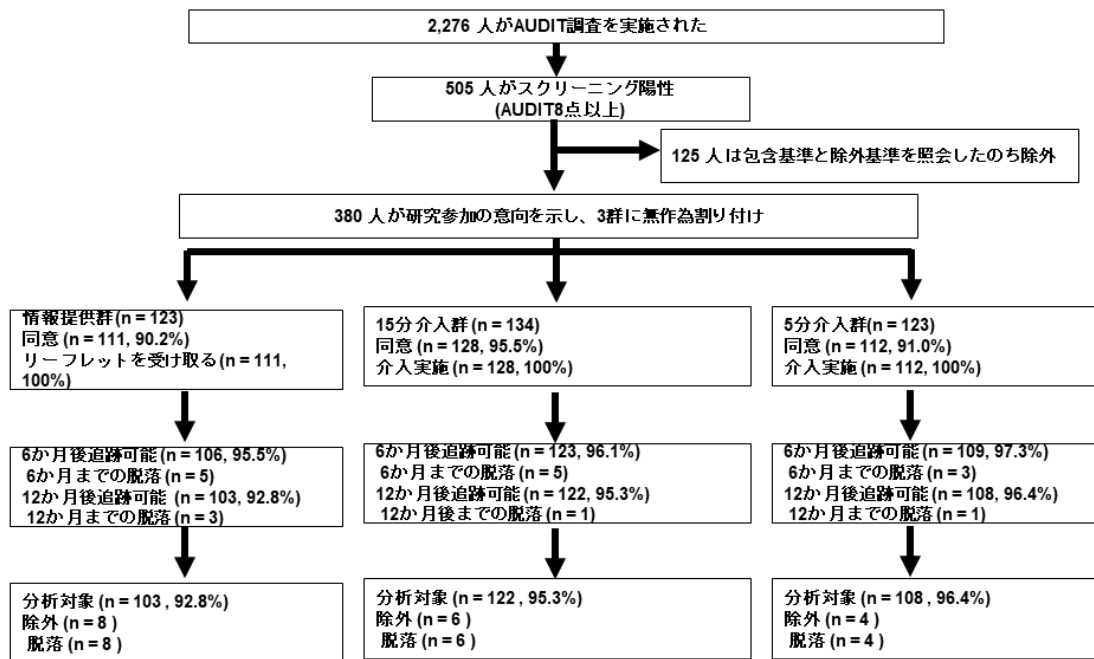 2,276 人がAUDIT調査を実施された
505 人がスクリーニング陽性
(AUDIT8点以上)
125 人は包含基準と除外基準を照会したのち除外
380 人が研究参加の意向を示し、3群に無作為割り付け
情報提供群(n = 123)
同意 (n = 111, 90.2%)
リーフレットを受け取る(n = 111,
100%)
15分介入群(n = 134)
同意 (n = 128, 95.5%)
介入実施 (n = 128, 100%)
5分介入群(n = 123)
同意 (n = 112, 91.0%)
介入実施 (n = 112, 100%)
6か月後追跡可能 (n = 106, 95.5%)
6か月までの脱落 (n = 5)
12か月後追跡可能 (n = 103, 92.8%)
12か月までの脱落 (n = 3)
6か月後追跡可能 (n = 123, 96.1%)
6か月までの脱落 (n = 5)
12か月後追跡可能 (n = 122, 95.3%)
12か月後までの脱落 (n = 1)
6か月後追跡可能 (n = 109, 97.3%)
6か月までの脱落 (n = 3)
12か月後追跡可能 (n = 108, 96.4%)
12か月までの脱落 (n = 1)
分析対象 (n = 103 , 92.8%)
除外 (n = 8 )
脱落 (n = 8 )
分析対象 (n = 122 , 95.3%)
除外 (n = 6 )
脱落 (n = 6 )
分析対象 (n = 108 , 96.4%)
除外 (n = 4 )
脱落 (n = 4 )